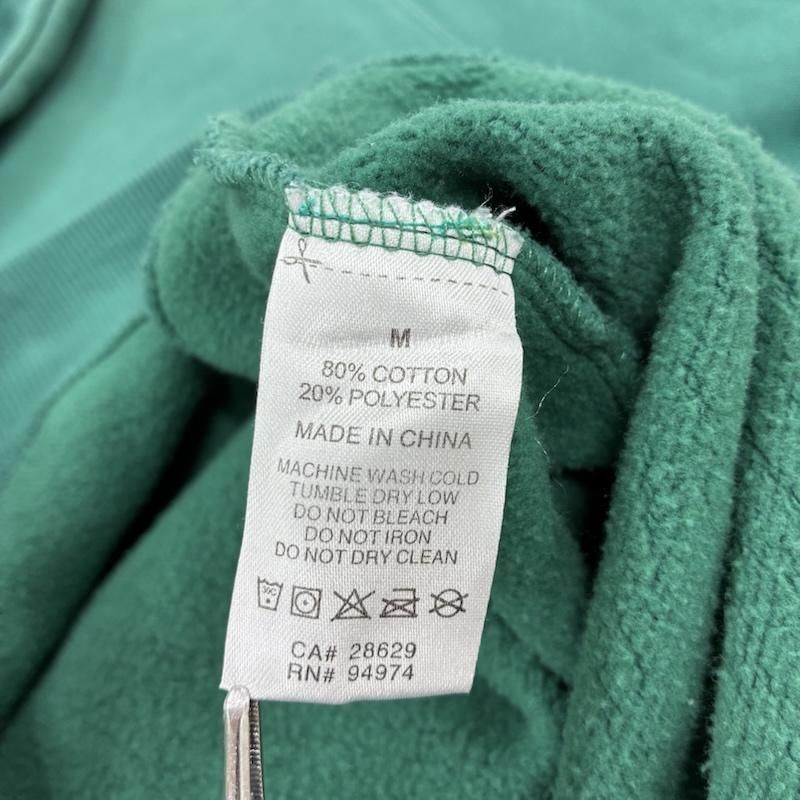 M
80% COTTON
20% POLYESTER
MADE IN CHINA
MACHINE WASH COLD
TUMBLE DRY LOW
DO NOT BLEACH
DO NOT IRON
DO NOT DRY CLEAN
30C
CA# 28629
RN# 94974